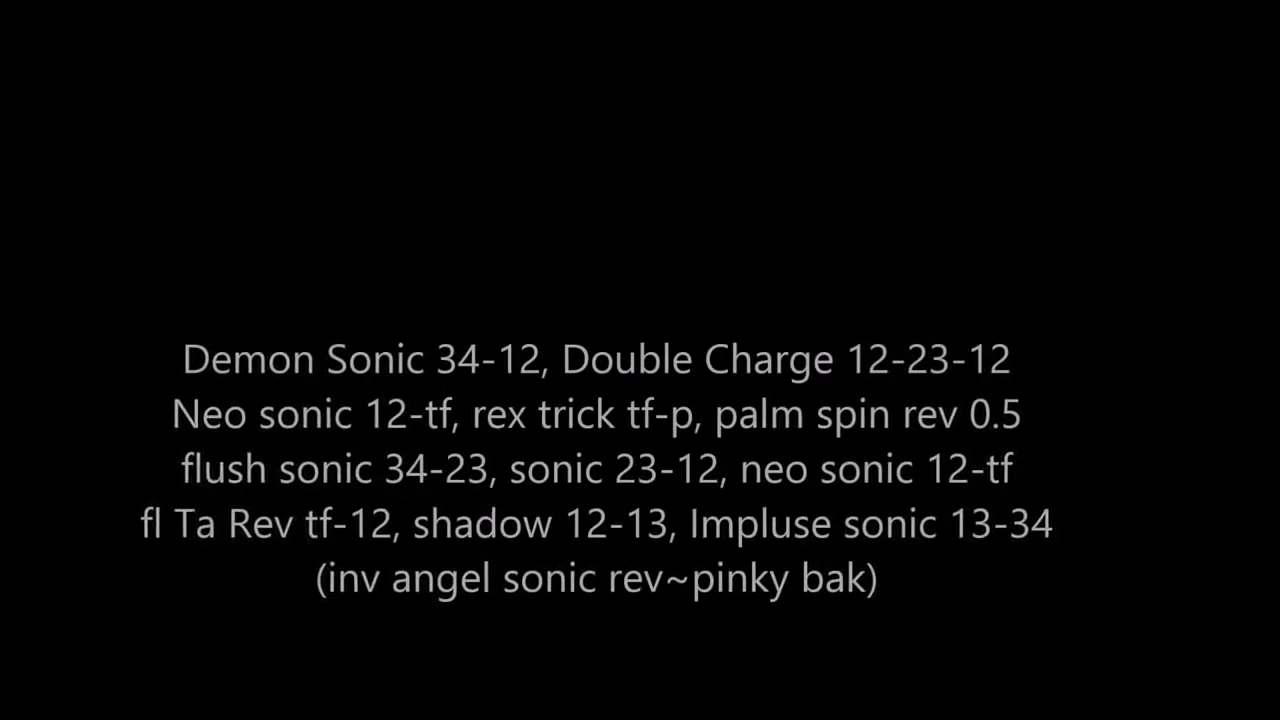 Demon Sonic 34-12, Double Charge 12-23-12
Neo sonic 12-tf, rex trick tf-p, palm spin rev 0.5
flush sonic 34-23, sonic 23-12, neo sonic 12-tf
fl Ta Rev tf-12, shadow 12-13, Impluse sonic 13-34
(inv angel sonic rev~pinky bak)